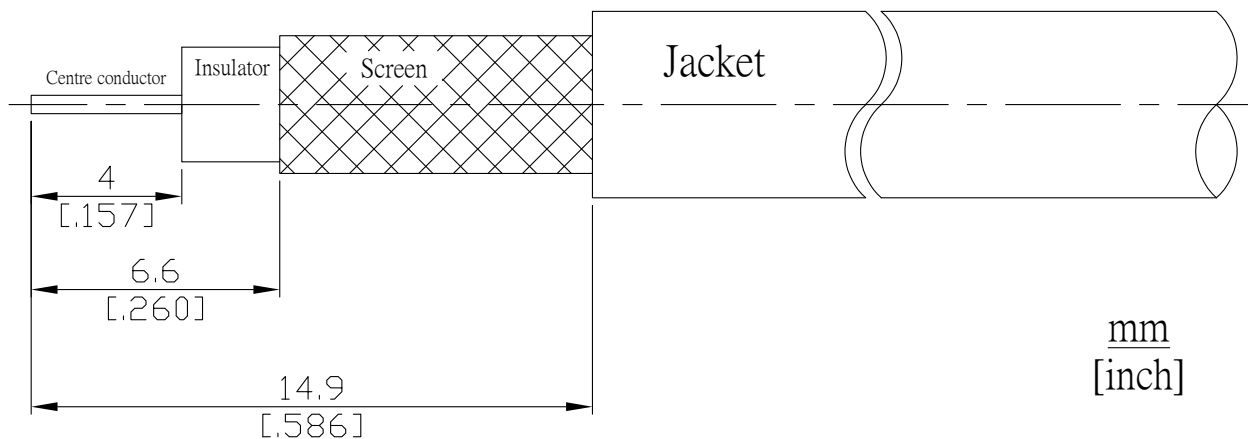 Centre conductor
Insulator
Screen
Jacket
4
[.157]
6.6
[.260]
14.9
[.586]
mm
[inch]